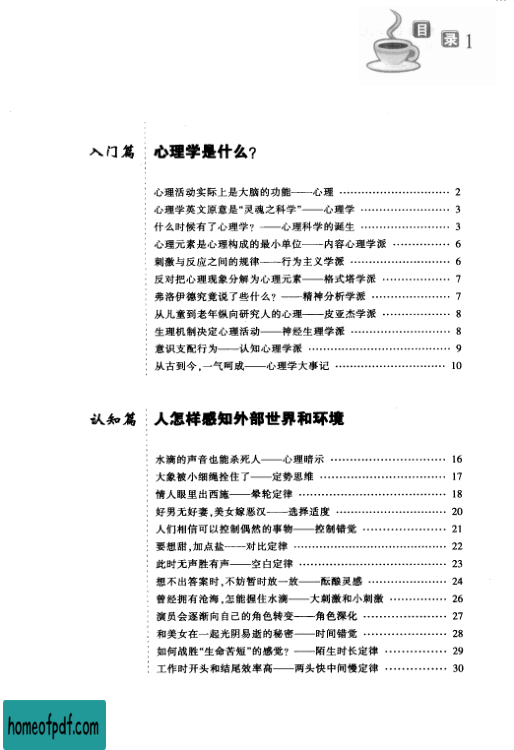 目录 1
入门篇 心理学是什么?
心理活动实际上是大脑的功能——心理 …………………… 2
心理学英文原意是“灵魂之科学”——心理学 …………………… 3
什么时候有了心理学?——心理科学的诞生 …………………… 3
心理元素是心理构成的最小单位——内容心理学派 …………………… 6
刺激与反应之间的规律——行为主义学派 …………………… 6
反对把心理现象分解为心理元素——格式塔学派 …………………… 7
弗洛伊德究竟说了些什么?——精神分析学派 …………………… 7
从儿童到老年纵向研究人的心理——皮亚杰学派 …………………… 8
生理机制决定心理活动——神经生理学派 …………………… 8
意识支配行为——认知心理学派 …………………… 9
从古到今,一气呵成——心理学大事记 …………………… 10
认知篇 人怎样感知外部世界和环境
水滴的声音也能杀死人——心理暗示 …………………… 16
大象被小细绳拴住了——定势思维 …………………… 17
情人眼里出西施——晕轮定律 …………………… 18
好男无好妻,美女嫁恶汉——选择适度 …………………… 20
人们相信可以控制偶然的事物——控制错觉 …………………… 21
要想甜,加点盐——对比定律 …………………… 22
此时无声胜有声——空白定律 …………………… 23
想不出答案时,不妨暂时放一放——酝酿灵感 …………………… 24
曾经拥有沧海,怎能握住水滴——大刺激和小刺激 …………………… 26
演员会逐渐向自己的角色转变——角色深化 …………………… 27
和美女在一起光阴易逝的秘密——时间错觉 …………………… 28
如何战胜“生命苦短”的感觉?——陌生时长定律 …………………… 29
工作时开头和结尾效率高——两头快中间慢定律 …………………… 30
homeofpdf.com